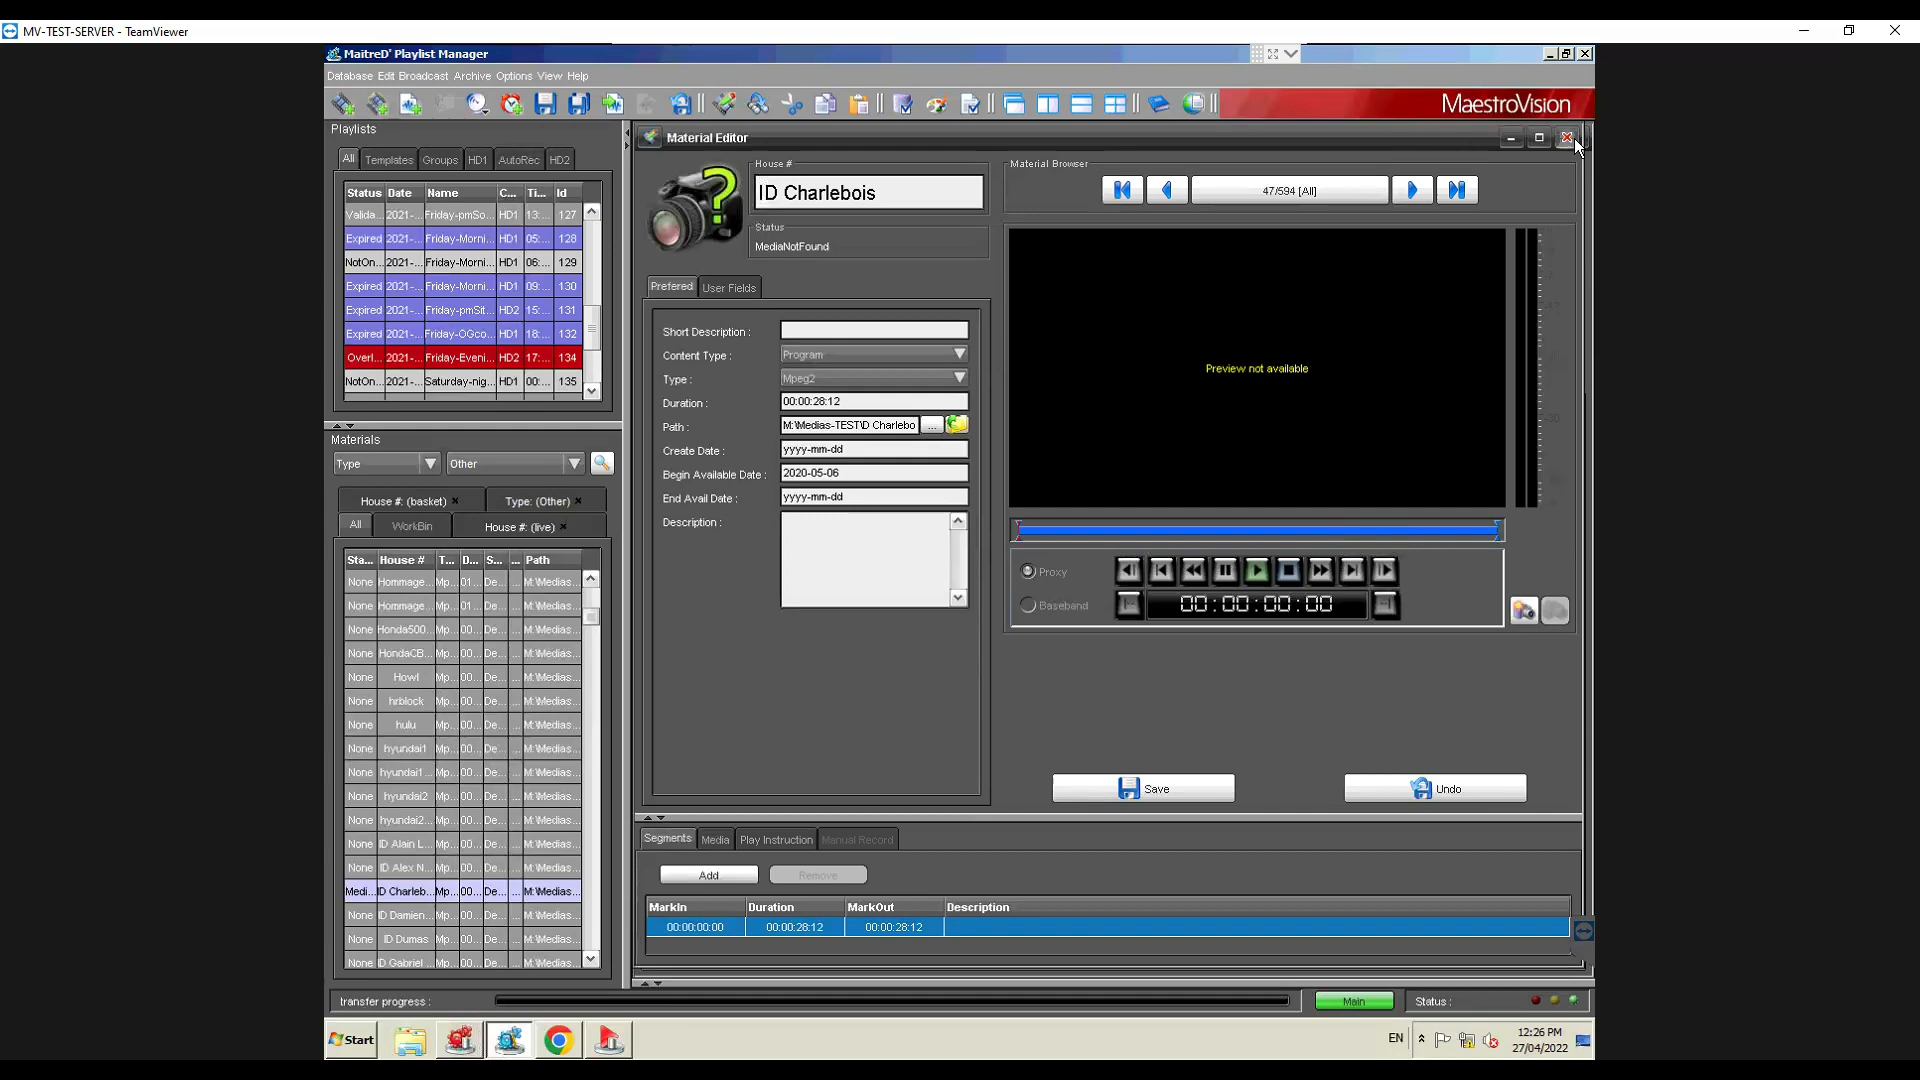 MV-TEST-SERVER - TeamViewer
MaitreD' Playlist Manager
Database Edit Broadcast Archive Options View Help
MaestroVision
Playlists
All Templates Groups HD1 AutoRec HD2
Status Date Name C... Ti... Id
Valida... 2021-... Friday-pmSo... HD1 13:... 127
Expired 2021-... Friday-Morni... HD1 05:... 128
NotOn... 2021-... Friday-Morni... HD1 06:... 129
Expired 2021-... Friday-Morni... HD1 09:... 130
Expired 2021-... Friday-pmSit... HD2 15:... 131
Expired 2021-... Friday-OGco... HD1 18:... 132
Overl... 2021-... Friday-Eveni... HD2 17:... 134
NotOn... 2021-... Saturday-nig... HD1 00:... 135
Materials
Type Other
House #: (basket) × Type: (Other) ×
All WorkBin House #: (live) ×
Sta... House # T... D... S... ... Path
None Hommage... Mp... 01... De... ... M:\Medias...
None Hommage... Mp... 01... De... ... M:\Medias...
None Honda500... Mp... 00... De... ... M:\Medias...
None HondaCB... Mp... 00... De... ... M:\Medias...
None Howl Mp... 00... De... ... M:\Medias...
None hrblock Mp... 00... De... ... M:\Medias...
None hulu Mp... 00... De... ... M:\Medias...
None hyundai1 Mp... 00... De... ... M:\Medias...
None hyundai1 ... Mp... 00... De... ... M:\Medias...
None hyundai2 Mp... 00... De... ... M:\Medias...
None hyundai2... Mp... 00... De... ... M:\Medias...
None ID Alain L... Mp... 00... De... ... M:\Medias...
None ID Alex N... Mp... 00... De... ... M:\Medias...
Medi... ID Charleb... Mp... 00... De... ... M:\Medias...
None ID Damien... Mp... 00... De... ... M:\Medias...
None ID Dumas Mp... 00... De... ... M:\Medias...
None ID Gabriel ... Mp... 00... De... ... M:\Medias...
Material Editor
House #
ID Charlebois
Status
MediaNotFound
Material Browser
47/594 [All]
Prefered User Fields
Short Description :
Content Type : Program
Type : Mpeg2
Duration : 00:00:28:12
Path : M:\Medias-TEST\ID Charlebo ...
Create Date : yyyy-mm-dd
Begin Available Date : 2020-05-06
End Avail Date : yyyy-mm-dd
Description :
Preview not available
Proxy
Baseband
00:00:00:00
Save Undo
Segments Media Play Instruction Manual Record
Add Remove
MarkIn Duration MarkOut Description
00:00:00:00 00:00:28:12 00:00:28:12
transfer progress :
Main Status :
Start
EN
12:26 PM
27/04/2022